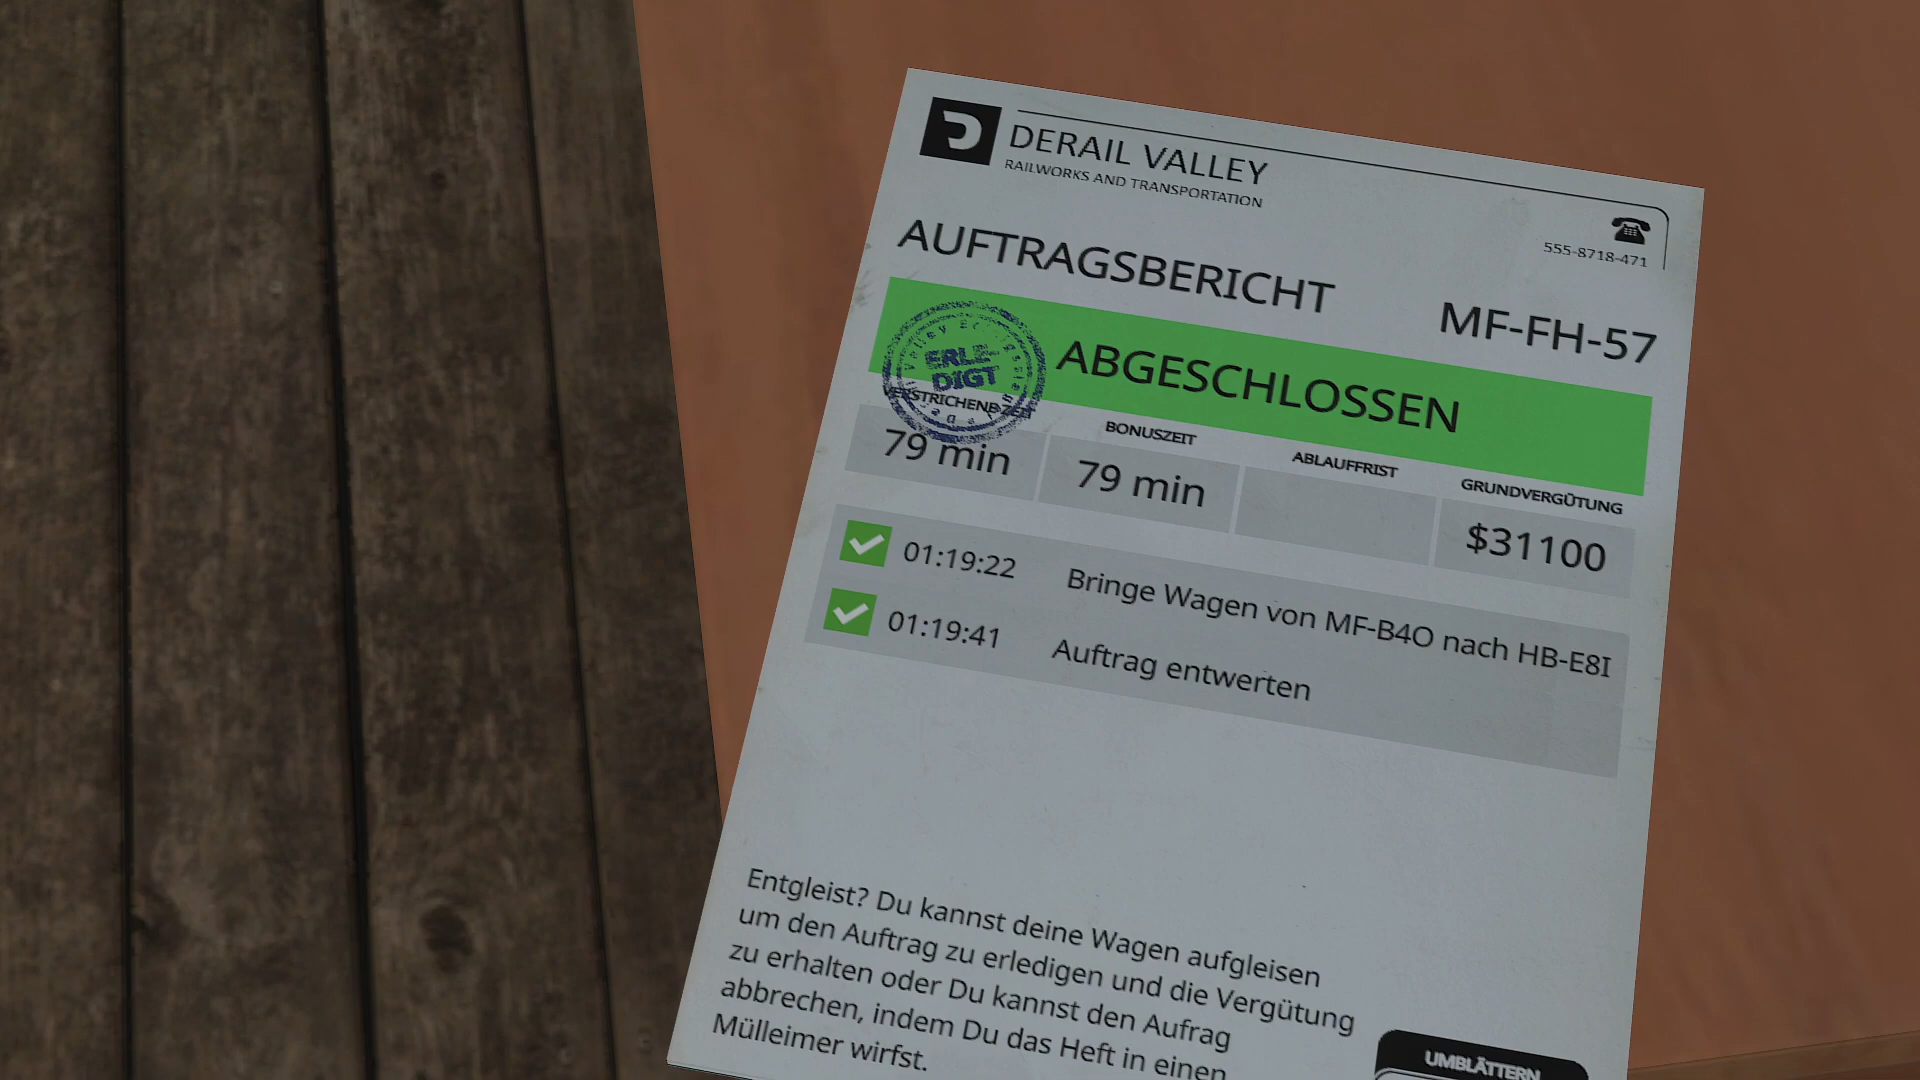 DERAIL VALLEY
RAILWORKS AND TRANSPORTATION
555-8718-471
AUFTRAGSBERICHT MF-FH-57
ABGESCHLOSSEN
ERLE
DIGT
VERSTRICHENE ZEIT BONUSZEIT ABLAUFFRIST GRUNDVERGÜTUNG
79 min 79 min $31100
01:19:22 Bringe Wagen von MF-B4O nach HB-E8I
01:19:41 Auftrag entwerten
Entgleist? Du kannst deine Wagen aufgleisen
um den Auftrag zu erledigen und die Vergütung
zu erhalten oder Du kannst den Aufrag
abbrechen, indem Du das Heft in einen
Mülleimer wirfst.
UMBLÄTTERN